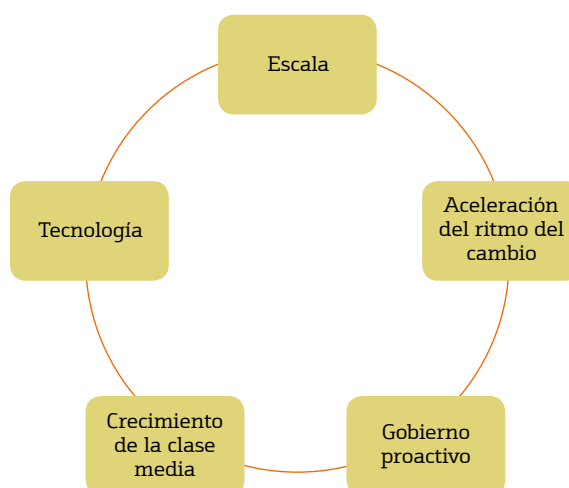 Escala
Aceleración
del ritmo del
cambio
Gobierno
proactivo
Crecimiento
de la clase
media
Tecnología